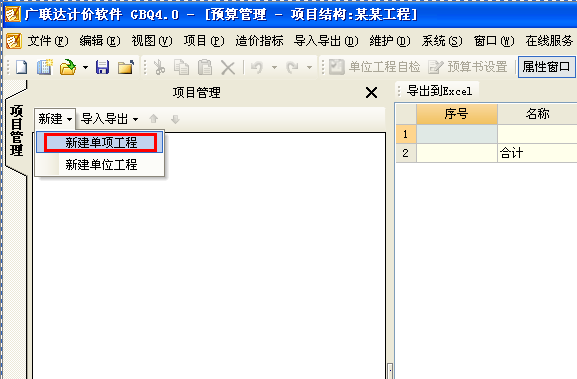 广联达计价软件 GBQ4.0 - [预算管理 - 项目结构:某某工程]
文件(F) 编辑(E) 视图(V) 项目(P) 造价指标 导入导出(D) 维护(D) 系统(S) 窗口(W) 在线服务
单位工程自检 预算书设置 属性窗口
项目管理
项目管理
新建 导入导出
新建单项工程
新建单位工程
导出到Excel
序号 名称
1
2 合计